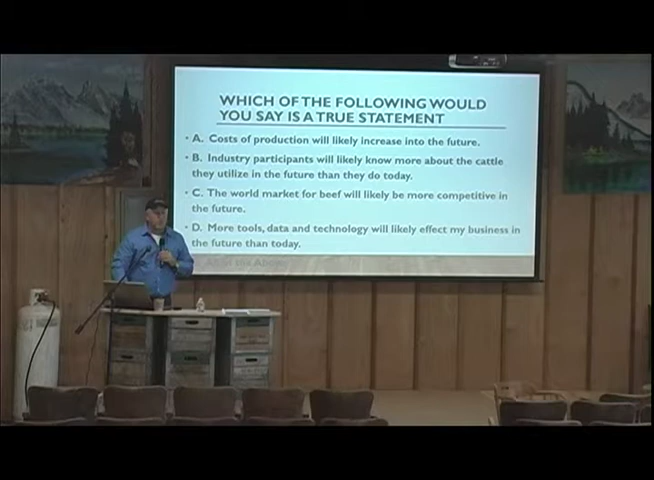 WHICH OF THE FOLLOWING WOULD
YOU SAY IS A TRUE STATEMENT
• A. Costs of production will likely increase into the future.
• B. Industry participants will likely know more about the cattle
they utilize in the future than they do today.
• C. The world market for beef will likely be more competitive in
the future.
• D. More tools, data and technology will likely effect my business in
the future than today.